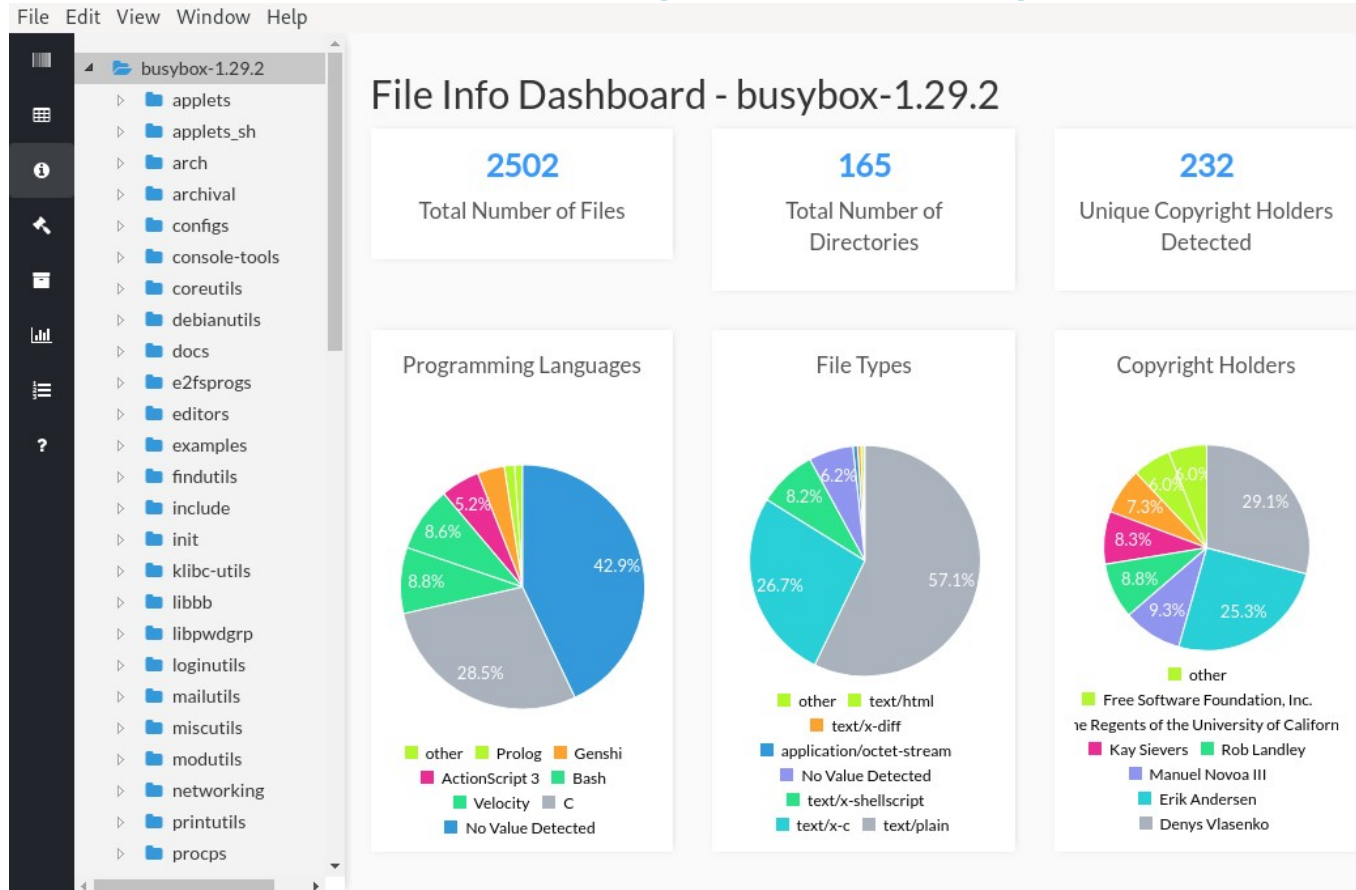 File Edit View Window Help
busybox-1.29.2
applets
applets_sh
arch
archival
configs
console-tools
coreutils
debianutils
docs
e2fsprogs
editors
examples
findutils
include
init
klibc-utils
libbb
libpwdgrp
loginutils
mailutils
miscutils
modutils
networking
printutils
procps
File Info Dashboard - busybox-1.29.2
2502
Total Number of Files
165
Total Number of
Directories
232
Unique Copyright Holders
Detected
Programming Languages
5.2%
8.6%
8.8%
42.9%
28.5%
other Prolog Genshi
ActionScript 3 Bash
Velocity C
No Value Detected
File Types
6.2%
8.2%
26.7%
57.1%
other text/html
text/x-diff
application/octet-stream
No Value Detected
text/x-shellscript
text/x-c text/plain
Copyright Holders
6.0%
6.0%
7.3%
29.1%
8.3%
8.8%
9.3%
25.3%
other
Free Software Foundation, Inc.
Regents of the University of Californ
Kay Sievers Rob Landley
Manuel Novoa III
Erik Andersen
Denys Vlasenko